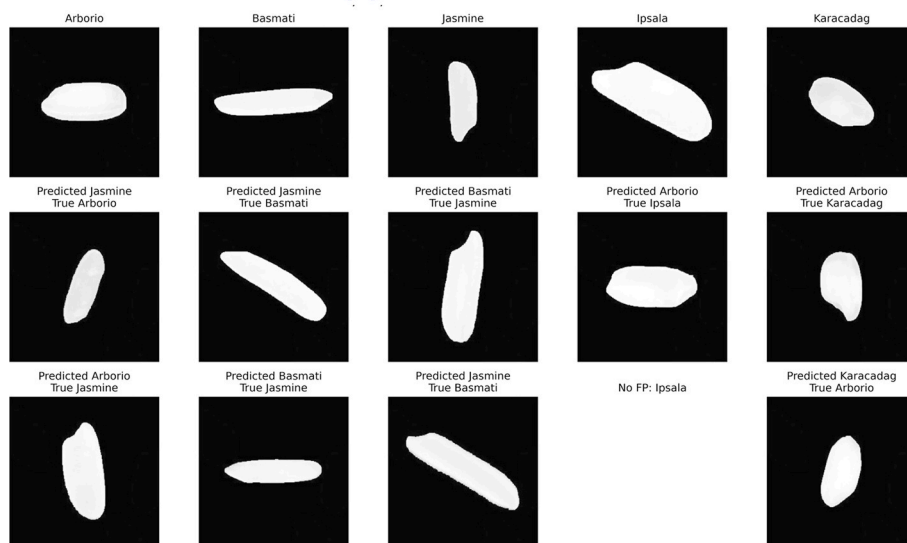 Arborio
Basmati
Jasmine
Ipsala
Karacadag
Predicted Jasmine
True Arborio
Predicted Jasmine
True Basmati
Predicted Basmati
True Jasmine
Predicted Arborio
True Ipsala
Predicted Arborio
True Karacadag
Predicted Arborio
True Jasmine
Predicted Basmati
True Jasmine
Predicted Jasmine
True Basmati
No FP: Ipsala
Predicted Karacadag
True Arborio